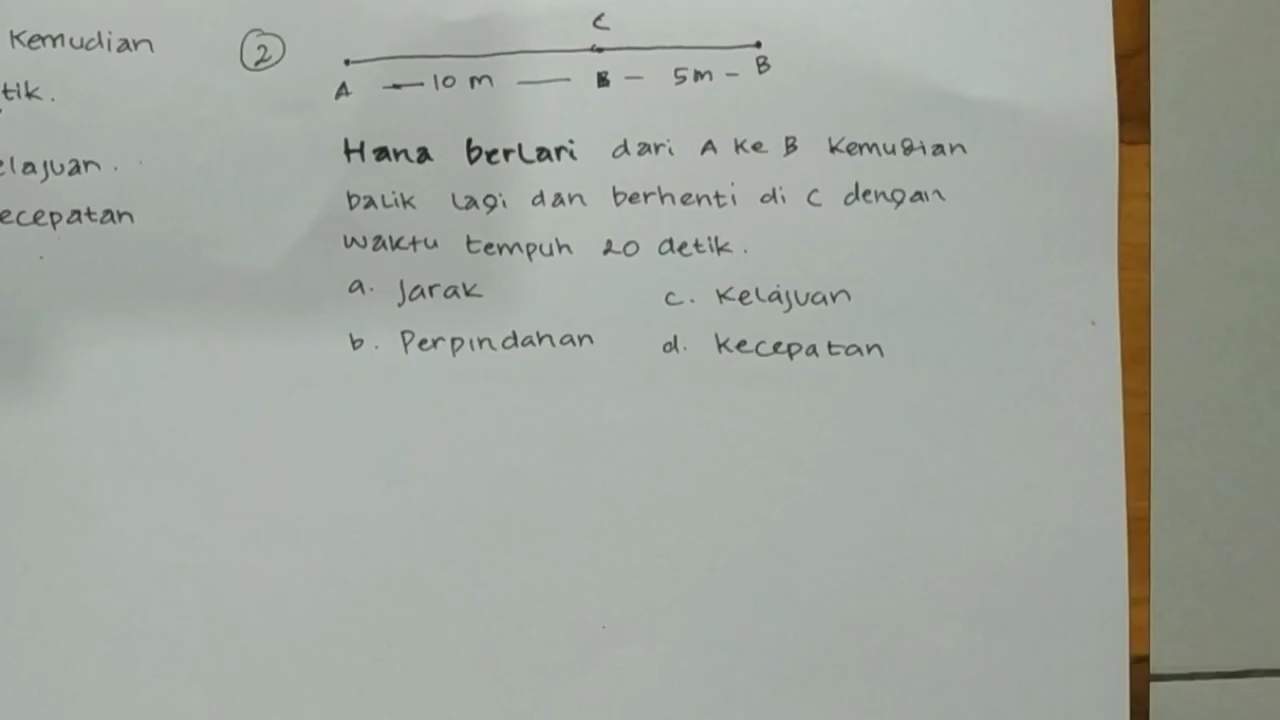 Kemudian
tik.
elajuan.
ecepatan
2
C
A — 10 m — B — 5m - B
Hana berlari dari A ke B kemudian
balik lagi dan berhenti di C dengan
waktu tempuh 20 detik.
a. Jarak c. Kelajuan
b. Perpindahan d. Kecepatan